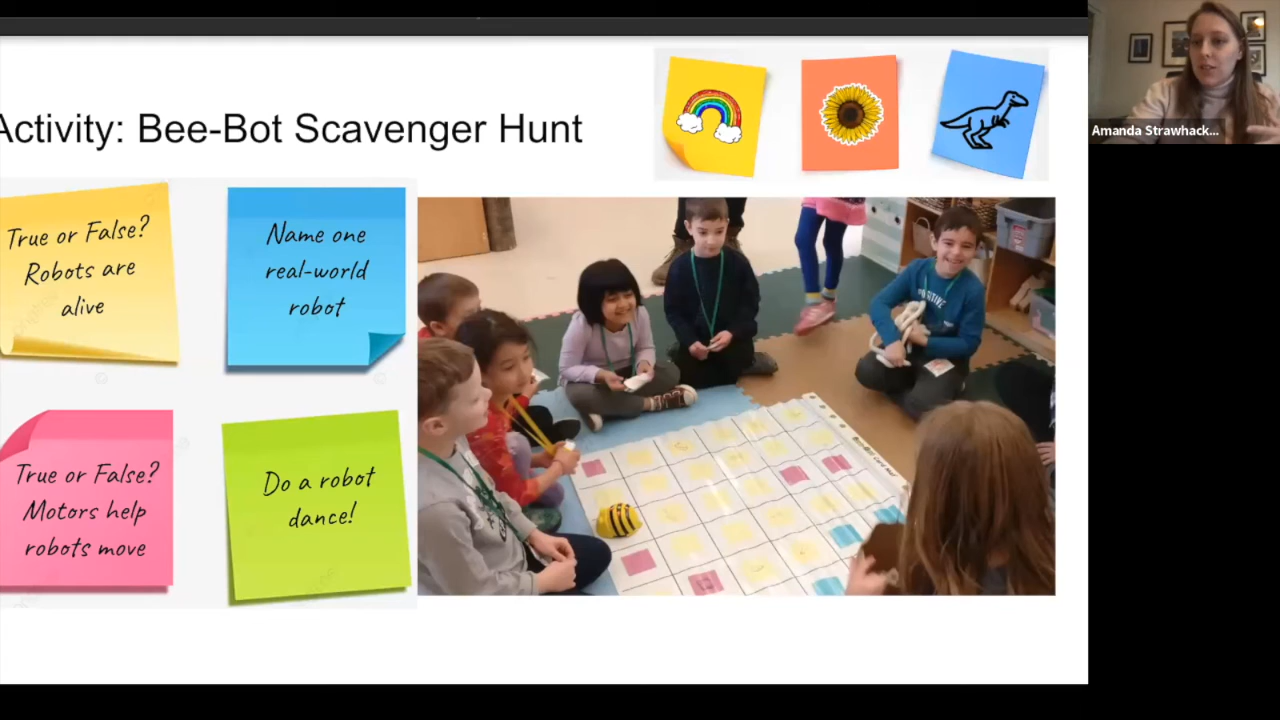 Activity: Bee-Bot Scavenger Hunt
True or False?
Robots are
alive
Name one
real-world
robot
True or False?
Motors help
robots move
Do a robot
dance!
Amanda Strawhack...